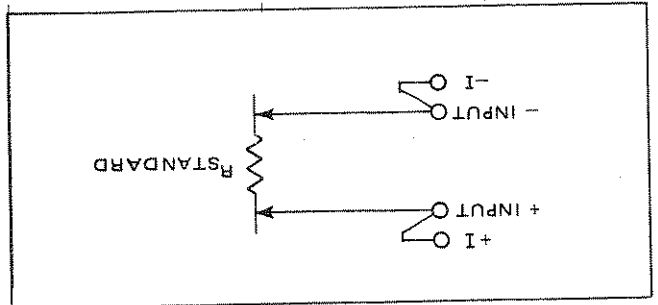 +I
+ INPUT
RSTANDARD
– INPUT
–I